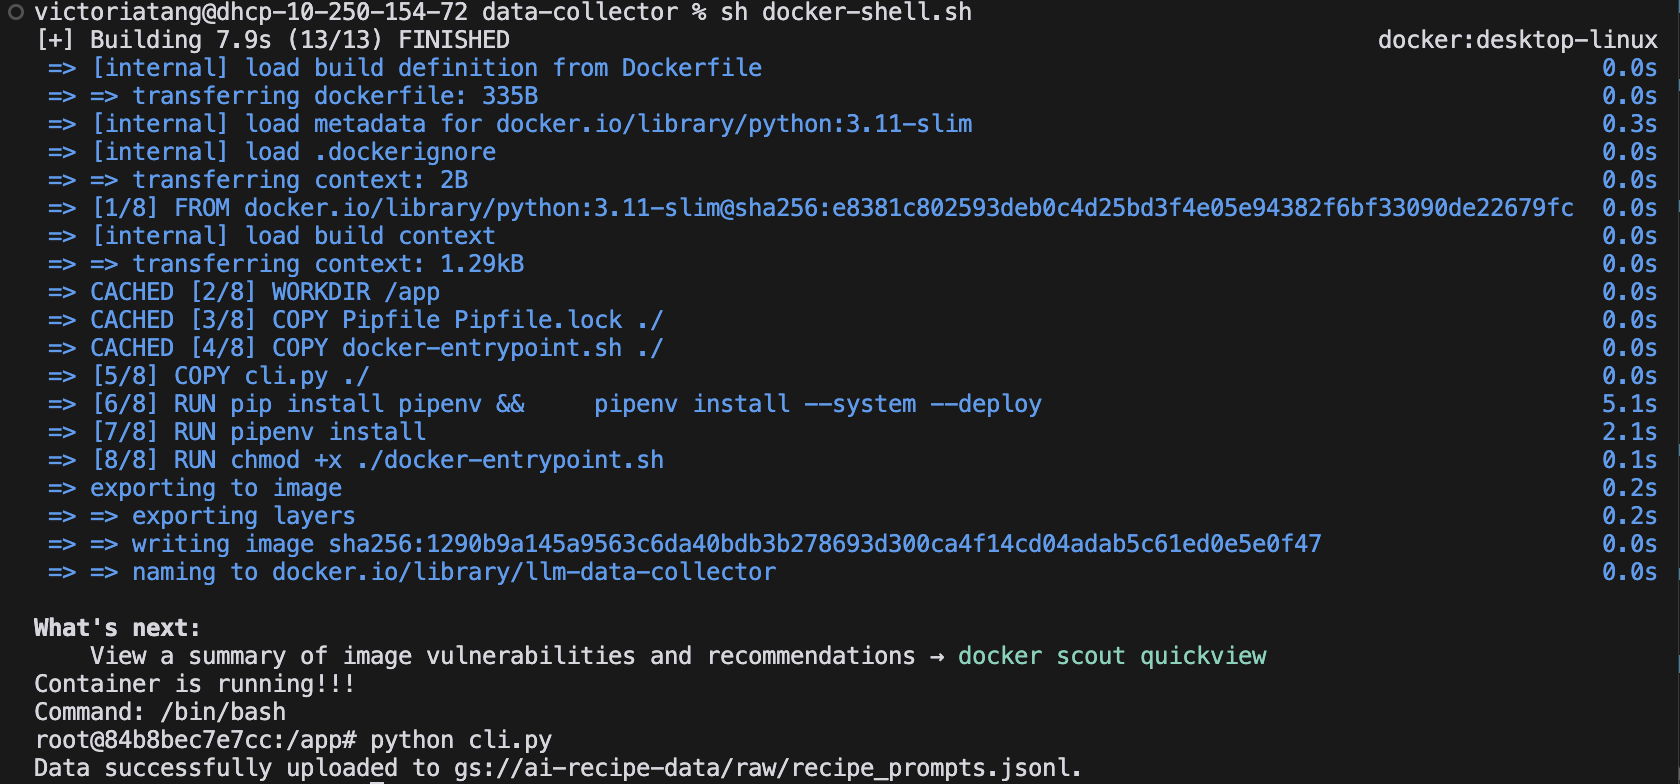 victoriatang@dhcp-10-250-154-72 data-collector % sh docker-shell.sh
[+] Building 7.9s (13/13) FINISHED docker:desktop-linux
=> [internal] load build definition from Dockerfile 0.0s
=> => transferring dockerfile: 335B 0.0s
=> [internal] load metadata for docker.io/library/python:3.11-slim 0.3s
=> [internal] load .dockerignore 0.0s
=> => transferring context: 2B 0.0s
=> [1/8] FROM docker.io/library/python:3.11-slim@sha256:e8381c802593deb0c4d25bd3f4e05e94382f6bf33090de22679fc 0.0s
=> [internal] load build context 0.0s
=> => transferring context: 1.29kB 0.0s
=> CACHED [2/8] WORKDIR /app 0.0s
=> CACHED [3/8] COPY Pipfile Pipfile.lock ./ 0.0s
=> CACHED [4/8] COPY docker-entrypoint.sh ./ 0.0s
=> [5/8] COPY cli.py ./ 0.0s
=> [6/8] RUN pip install pipenv &&     pipenv install --system --deploy 5.1s
=> [7/8] RUN pipenv install 2.1s
=> [8/8] RUN chmod +x ./docker-entrypoint.sh 0.1s
=> exporting to image 0.2s
=> => exporting layers 0.2s
=> => writing image sha256:1290b9a145a9563c6da40bdb3b278693d300ca4f14cd04adab5c61ed0e5e0f47 0.0s
=> => naming to docker.io/library/llm-data-collector 0.0s
What's next:
View a summary of image vulnerabilities and recommendations → docker scout quickview
Container is running!!!
Command: /bin/bash
root@84b8bec7e7cc:/app# python cli.py
Data successfully uploaded to gs://ai-recipe-data/raw/recipe_prompts.jsonl.